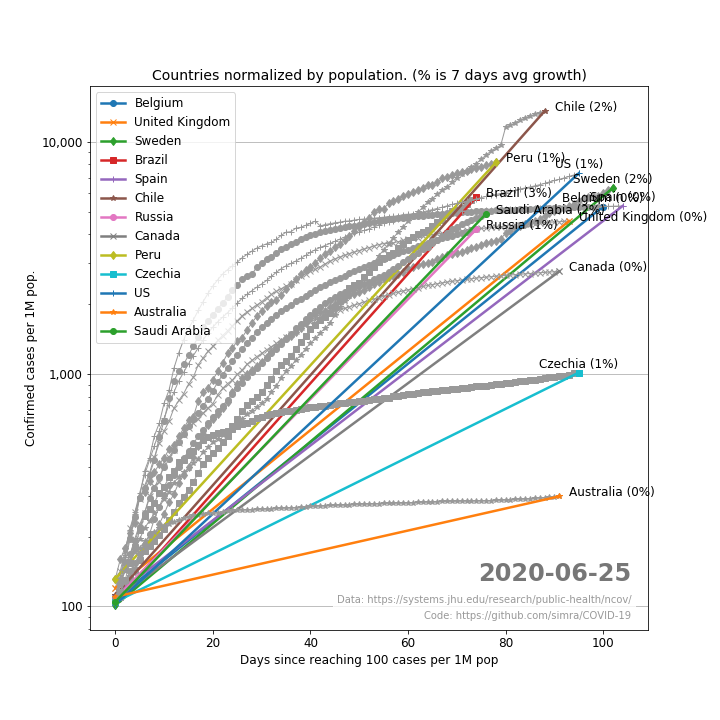 Countries normalized by population. (% is 7 days avg growth)
Belgium
United Kingdom
Sweden
Brazil
Spain
Chile
Russia
Canada
Peru
Czechia
US
Australia
Saudi Arabia
Confirmed cases per 1M pop.
10,000
1,000
100
Chile (2%)
Peru (1%)
US (1%)
Sweden (2%)
Brazil (3%)
Belgium (0%)
Spain (0%)
Saudi Arabia (2%)
United Kingdom (0%)
Russia (1%)
Canada (0%)
Czechia (1%)
Australia (0%)
2020-06-25
Data: https://systems.jhu.edu/research/public-health/ncov/
Code: https://github.com/simra/COVID-19
0 20 40 60 80 100
Days since reaching 100 cases per 1M pop